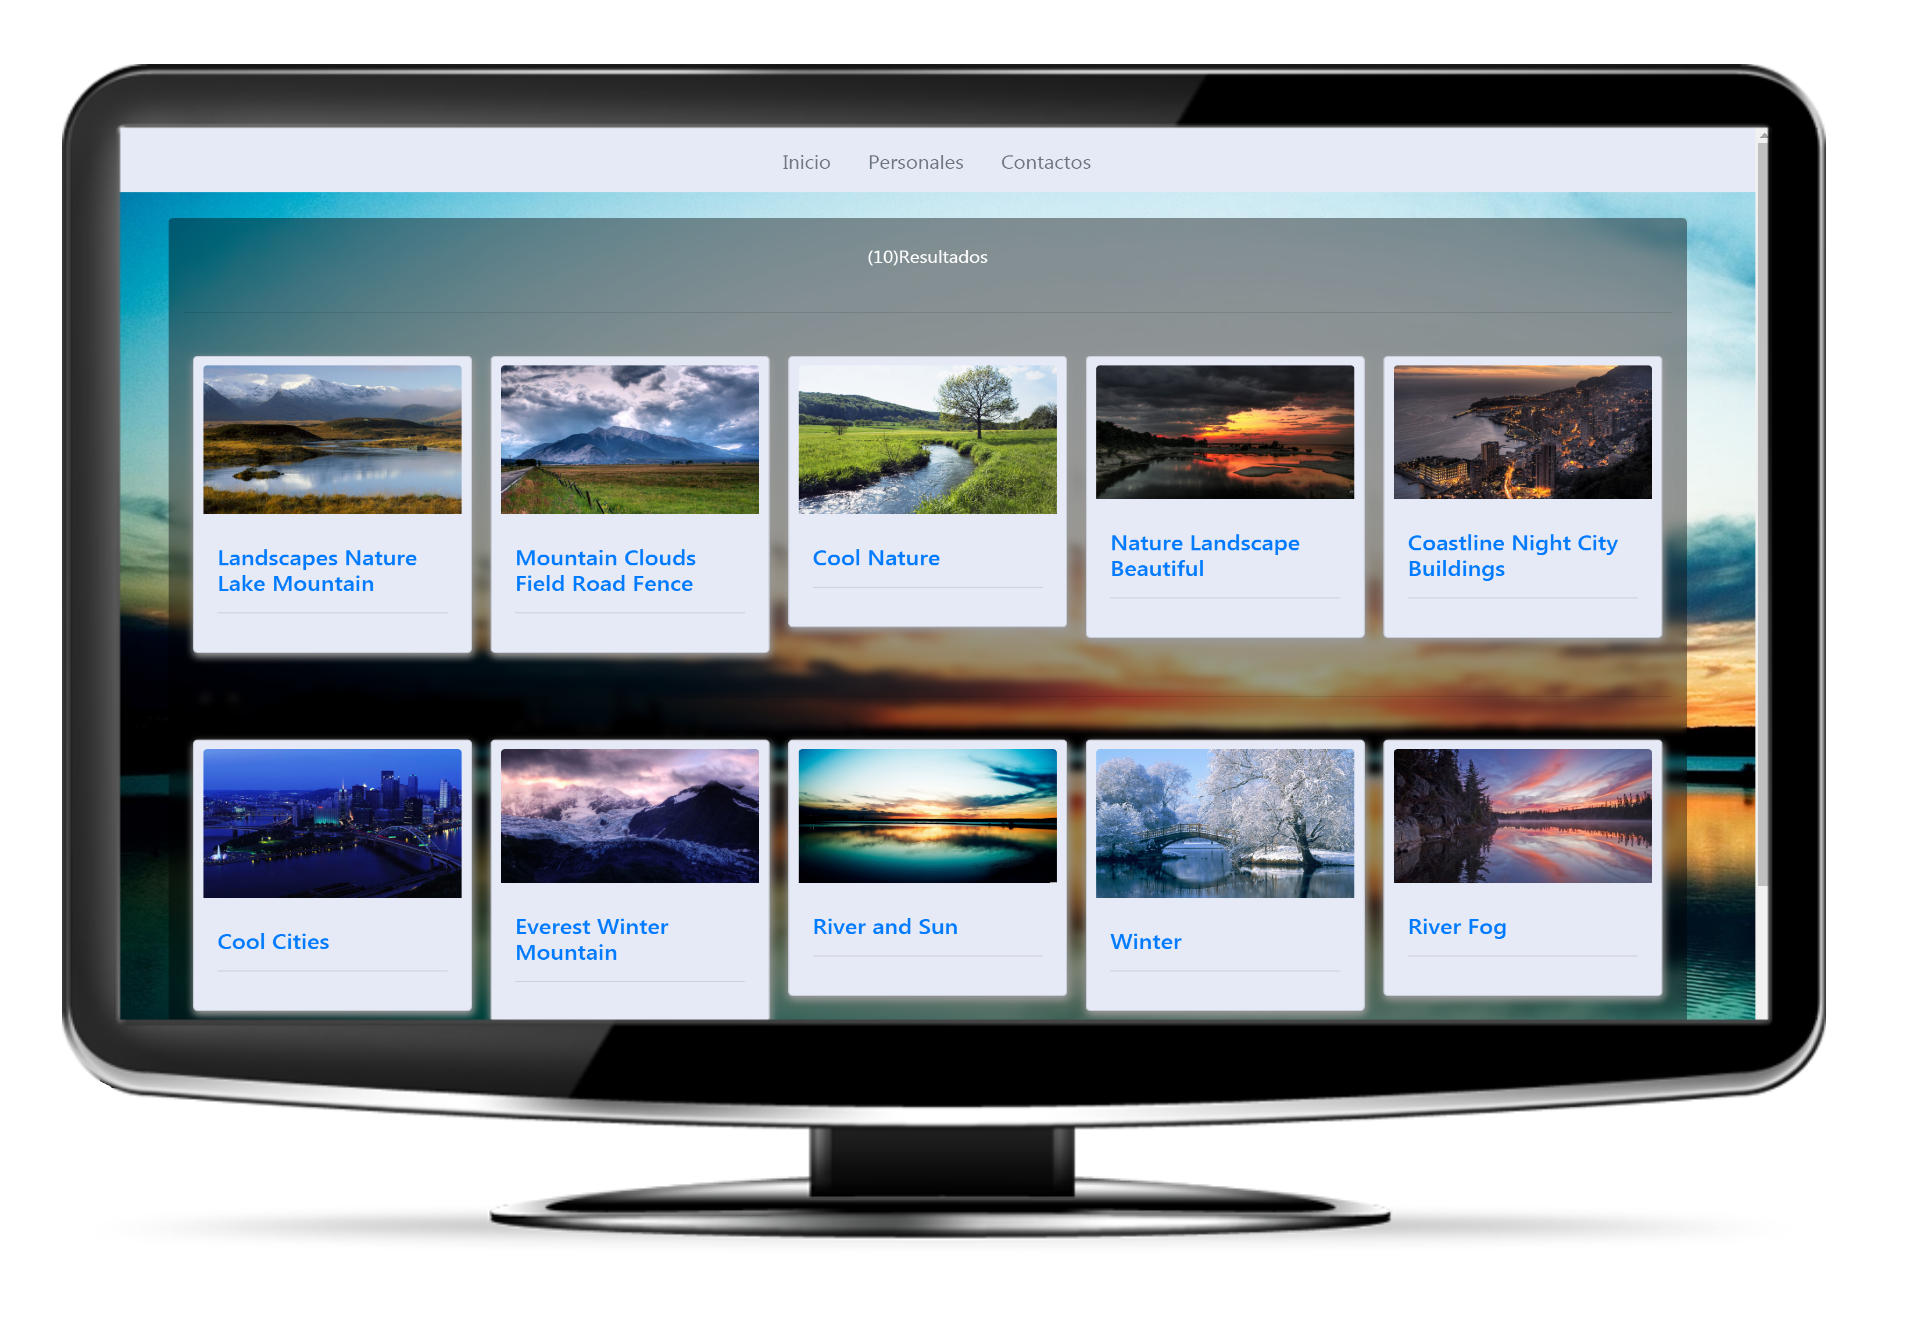 Inicio Personales Contactos
(10)Resultados
Landscapes Nature
Lake Mountain
Mountain Clouds
Field Road Fence
Cool Nature
Nature Landscape
Beautiful
Coastline Night City
Buildings
Cool Cities
Everest Winter
Mountain
River and Sun
Winter
River Fog